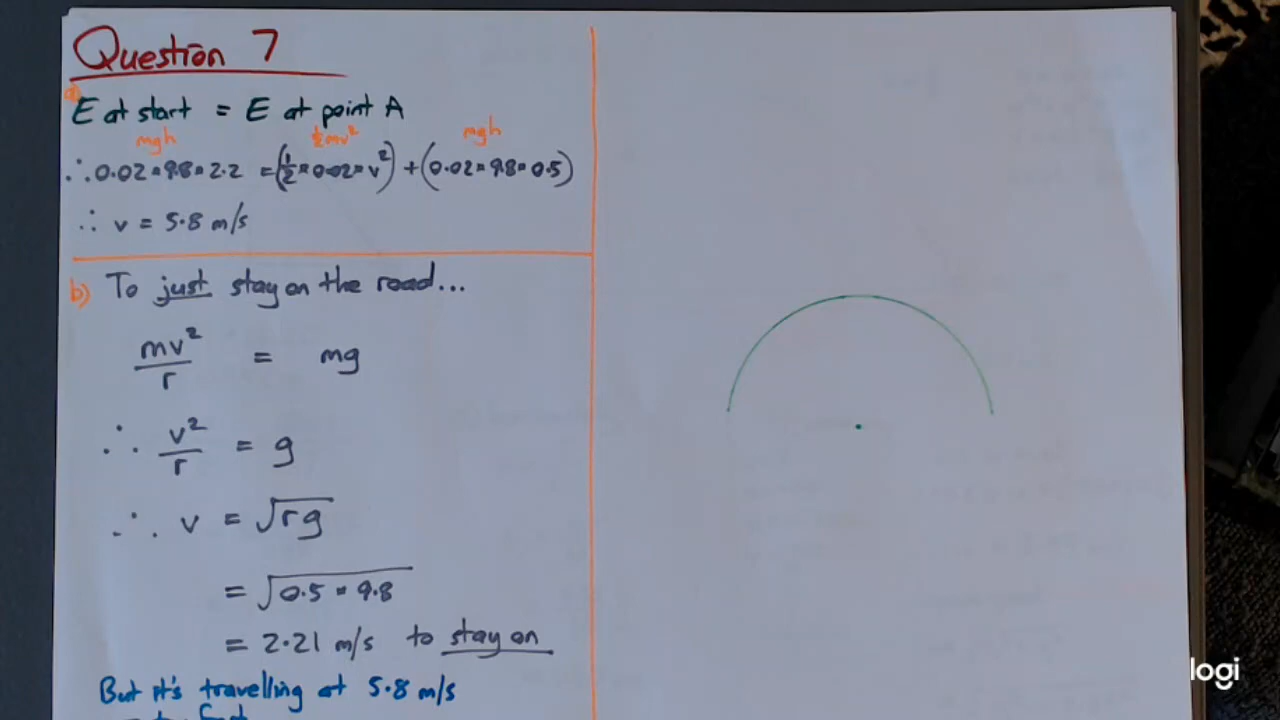 Question 7
a)
E at start = E at point A
mgh ½mv² mgh
∴ 0.02 × 9.8 × 2.2 = (½ × 0.02 × v²) + (0.02 × 9.8 × 0.5)
∴ v = 5.8 m/s
b) To just stay on the road...
mv²/r = mg
∴ v²/r = g
∴ v = √rg
= √0.5 × 9.8
= 2.21 m/s to stay on
But it's travelling at 5.8 m/s
logi